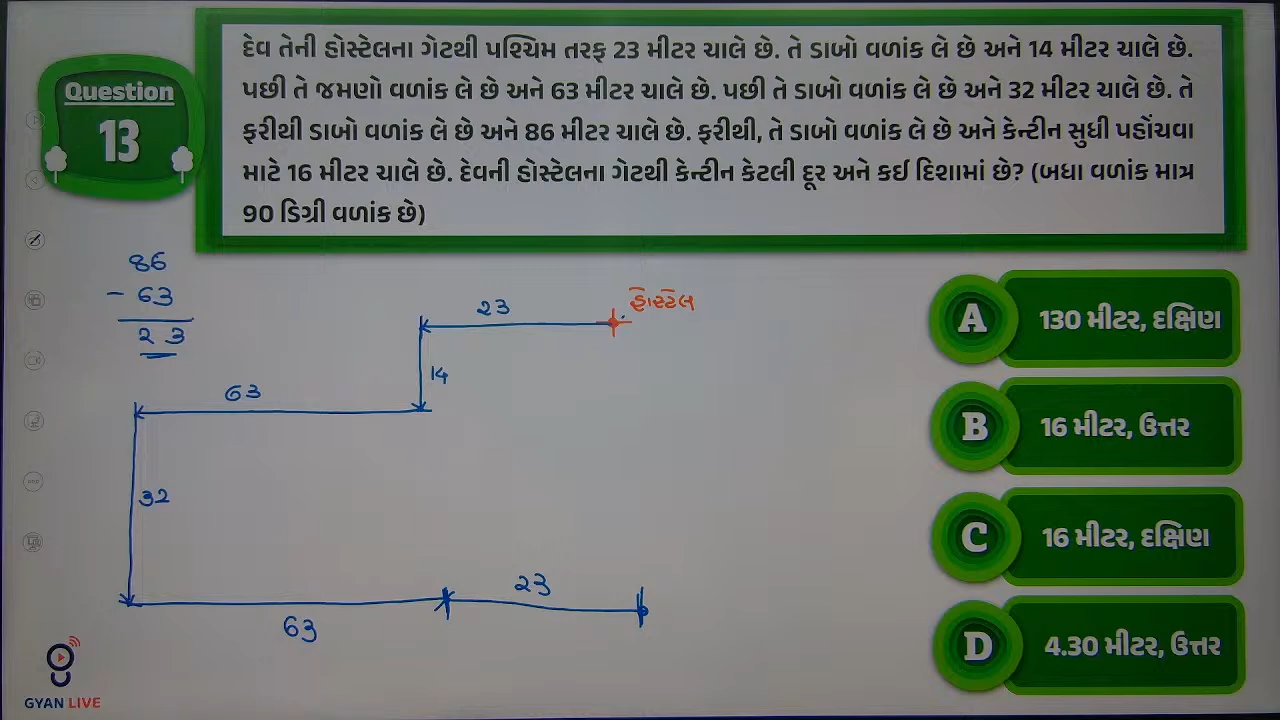 દેવ તેની હોસ્ટેલના ગેટથી પશ્ચિમ તરફ 23 મીટર ચાલે છે. તે ડાબો વળાંક લે છે અને 14 મીટર ચાલે છે.
પછી તે જમણો વળાંક લે છે અને 63 મીટર ચાલે છે. પછી તે ડાબો વળાંક લે છે અને 32 મીટર ચાલે છે. તે
ફરીથી ડાબો વળાંક લે છે અને 86 મીટર ચાલે છે. ફરીથી, તે ડાબો વળાંક લે છે અને કેન્ટીન સુધી પહોંચવા
માટે 16 મીટર ચાલે છે. દેવની હોસ્ટેલના ગેટથી કેન્ટીન કેટલી દૂર અને કઈ દિશામાં છે? (બધા વળાંક માત્ર
90 ડિગ્રી વળાંક છે)
Question
13
86
- 63
23
23
હોસ્ટેલ
14
63
32
23
63
A 130 મીટર, દક્ષિણ
B 16 મીટર, ઉત્તર
C 16 મીટર, દક્ષિણ
D 4.30 મીટર, ઉત્તર
GYAN LIVE